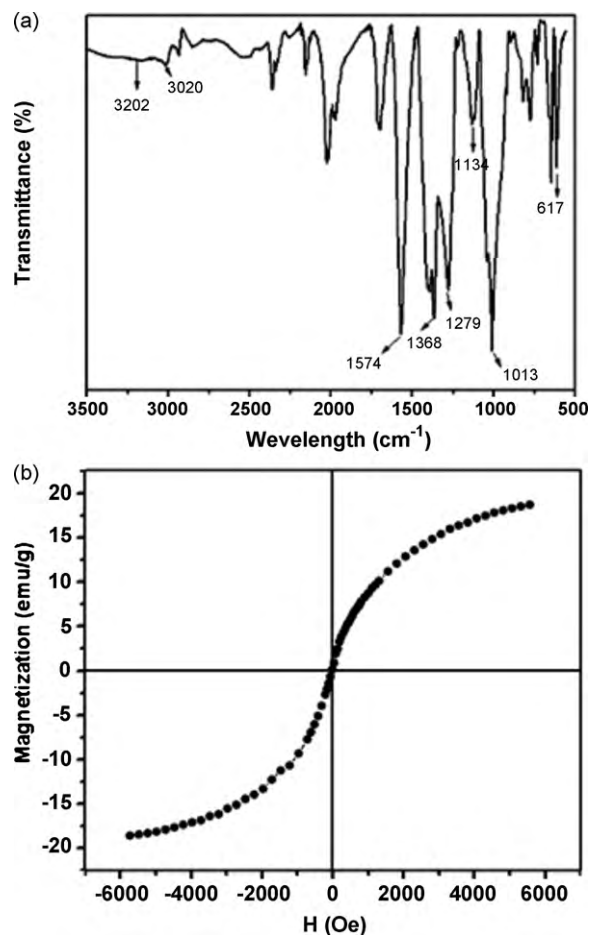 (a)
Transmittance (%)
3202
3020
1574
1368
1279
1134
1013
617
3500 3000 2500 2000 1500 1000 500
Wevelength (cm⁻¹)
(b)
Magnetization (emu/g)
20
15
10
5
0
-5
-10
-15
-20
-6000 -4000 -2000 0 2000 4000 6000
H (Oe)